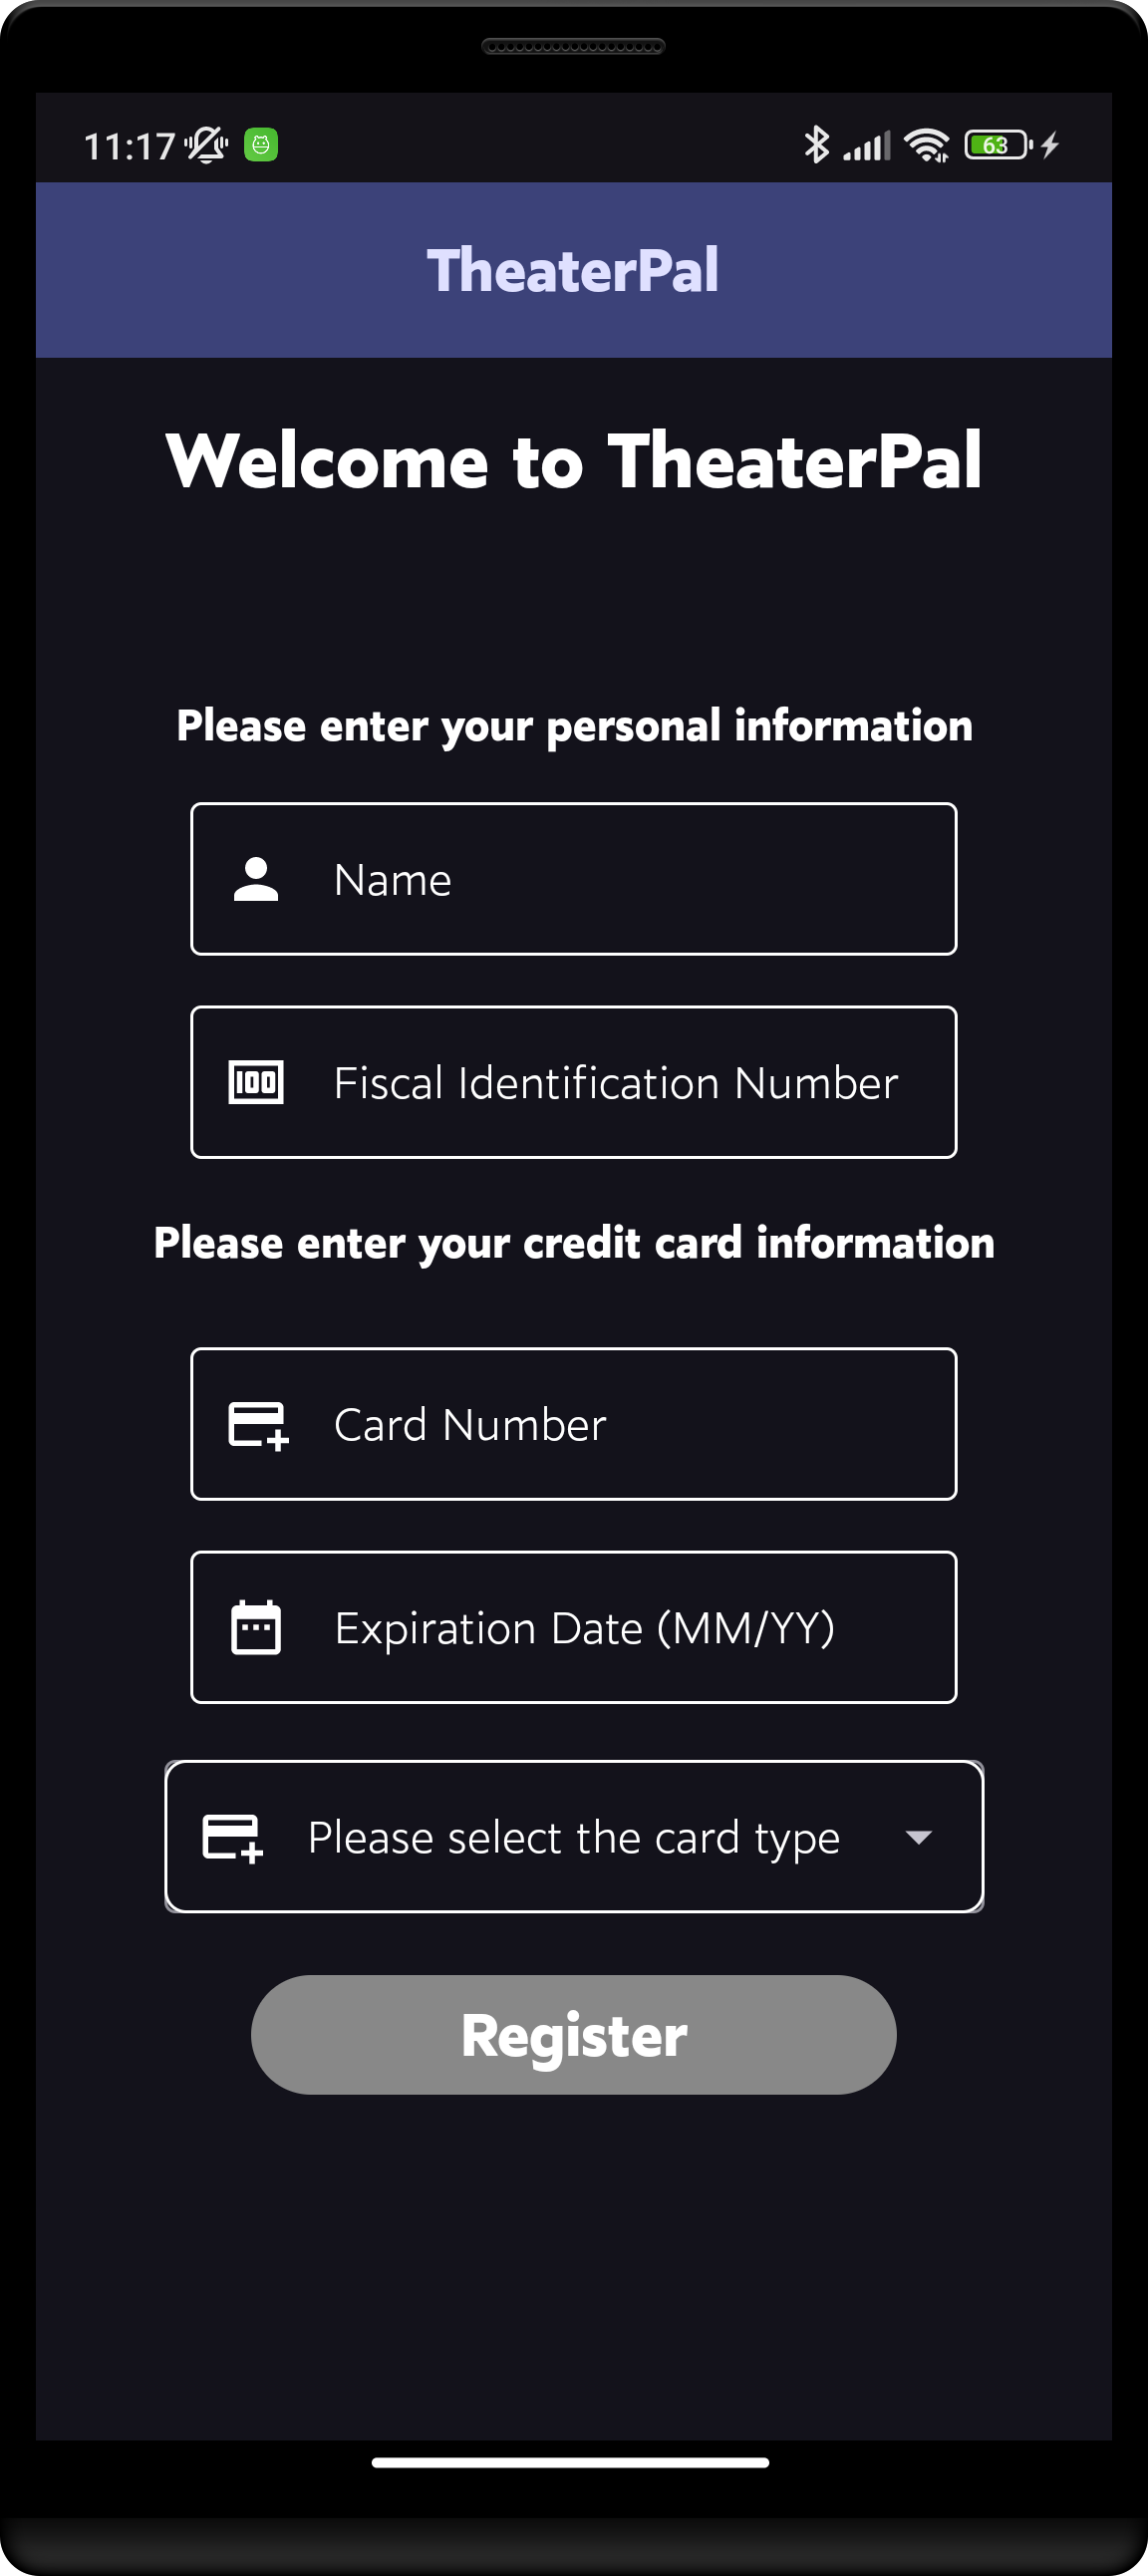 11:17
63
TheaterPal
Welcome to TheaterPal
Please enter your personal information
Name
100
Fiscal Identification Number
Please enter your credit card information
Card Number
Expiration Date (MM/YY)
Please select the card type
Register